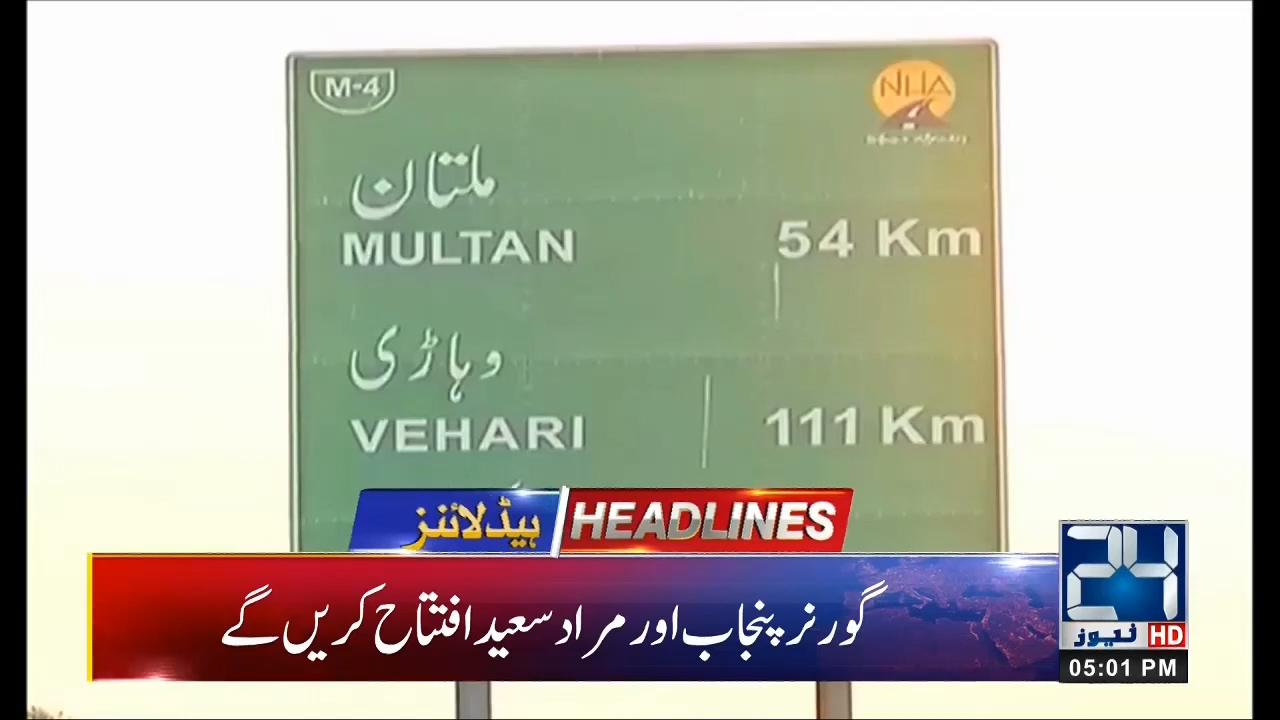 M-4
NHA
ملتان
MULTAN 54 Km
وہاڑی
VEHARI 111 Km
ہیڈلائنز HEADLINES
گورنر پنجاب اور مراد سعید افتتاح کریں گے
24
نیوز HD
05:01 PM